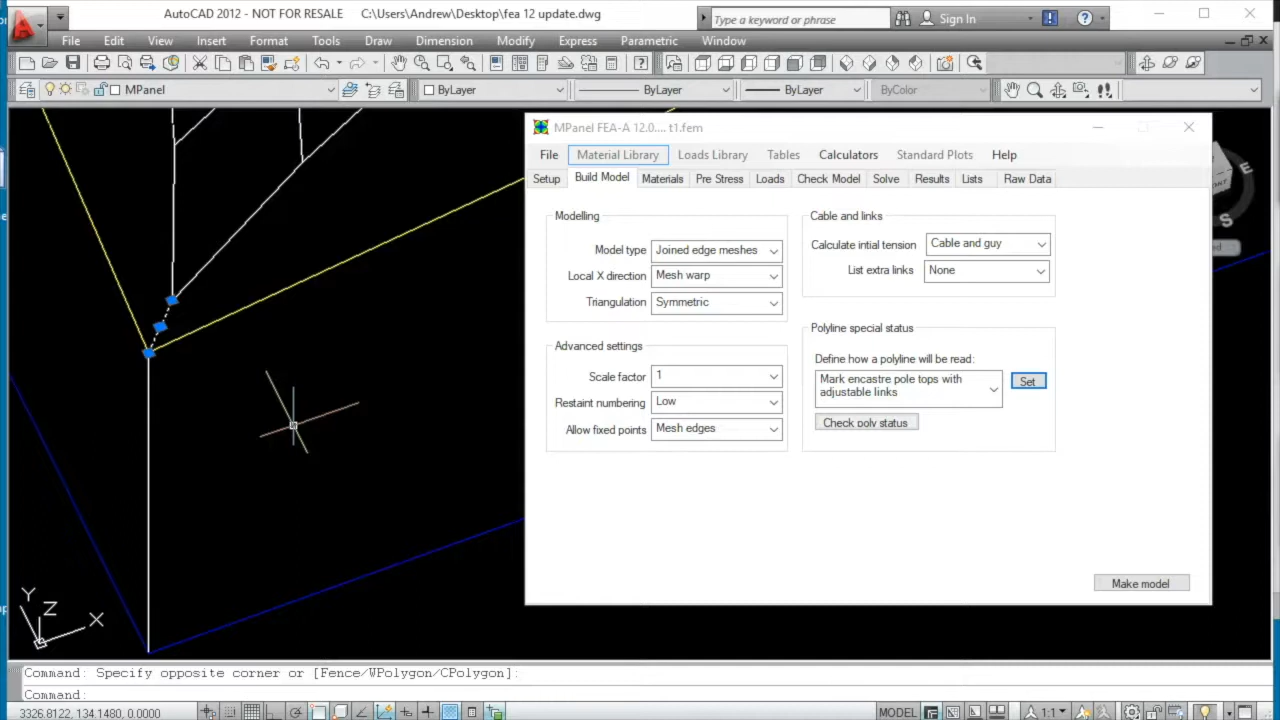 AutoCAD 2012 - NOT FOR RESALE C:\Users\Andrew\Desktop\fea 12 update.dwg
Type a keyword or phrase
Sign In
File Edit View Insert Format Tools Draw Dimension Modify Express Parametric Window
MPanel
ByLayer
ByLayer
ByLayer
ByColor
MPanel FEA-A 12.0.... t1.fem
File Material Library Loads Library Tables Calculators Standard Plots Help
Setup Build Model Materials Pre Stress Loads Check Model Solve Results Lists Raw Data
Modelling
Model type Joined edge meshes
Local X direction Mesh warp
Triangulation Symmetric
Advanced settings
Scale factor 1
Restraint numbering Low
Allow fixed points Mesh edges
Cable and links
Calculate intial tension Cable and guy
List extra links None
Polyline special status
Define how a polyline will be read:
Mark encastre pole tops with
adjustable links
Set
Check poly status
Make model
E
S
Y
Z
X
Command: Specify opposite corner or [Fence/WPolygon/CPolygon]:
Command:
3326.8122, 134.1480, 0.0000
MODEL
1:1